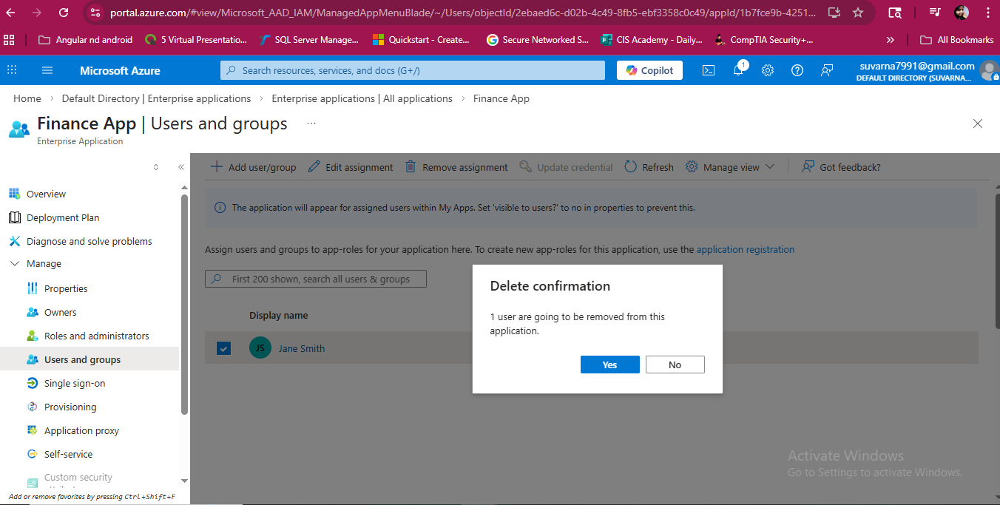 portal.azure.com/#view/Microsoft_AAD_IAM/ManagedAppMenuBlade/~/Users/objectId/2ebaed6c-d02b-4c49-8fb5-ebf3358c0c49/appId/1b7fce9b-4251...
Angular nd android
5 Virtual Presentatio...
SQL Server Manage...
Quickstart - Create...
Secure Networked S...
CIS Academy - Daily...
CompTIA Security+...
»
All Bookmarks
Microsoft Azure
Search resources, services, and docs (G+/)
Copilot
1
suvarna7991@gmail.com
DEFAULT DIRECTORY (SUVARNA...
Home > Default Directory | Enterprise applications > Enterprise applications | All applications > Finance App
Finance App | Users and groups ...
Enterprise Application
«
Add user/group
Edit assignment
Remove assignment
Update credential
Refresh
Manage view
Got feedback?
Overview
Deployment Plan
Diagnose and solve problems
Manage
Properties
Owners
Roles and administrators
Users and groups
Single sign-on
Provisioning
Application proxy
Self-service
Custom security
Add or remove favorites by pressing Ctrl+Shift+F
The application will appear for assigned users within My Apps. Set 'visible to users?' to no in properties to prevent this.
Assign users and groups to app-roles for your application here. To create new app-roles for this application, use the application registration
First 200 shown, search all users & groups
Display name
JS Jane Smith
Delete confirmation
1 user are going to be removed from this
application.
Yes
No
Activate Windows
Go to Settings to activate Windows.